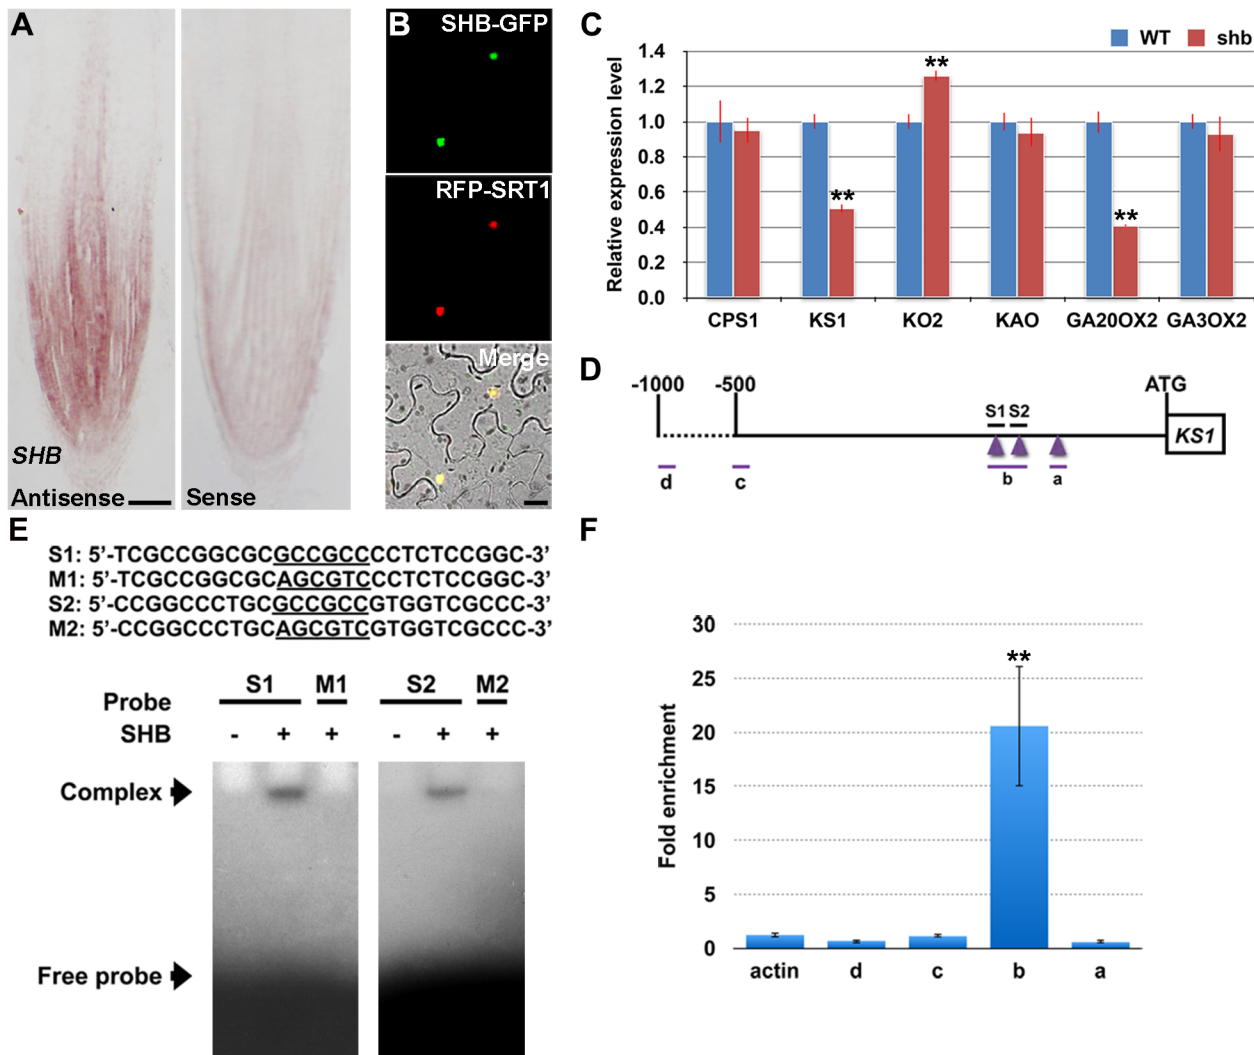 A
SHB
Antisense
Sense
B
SHB-GFP
RFP-SRT1
Merge
C
WT
shb
Relative expression level
1.4
1.2
1.0
0.8
0.6
0.4
0.2
0.0
**
**
**
CPS1
KS1
KO2
KAO
GA20OX2
GA3OX2
D
-1000
-500
ATG
S1
S2
KS1
d
c
b
a
E
S1: 5’-TCGCCGGCGCGCCGCCCCTCTCCGGC-3’
M1: 5’-TCGCCGGCGCAGCGTCCCTCTCCGGC-3’
S2: 5’-CCGGCCCTGCGCCGCCGTGGTCGCCC-3’
M2: 5’-CCGGCCCTGCAGCGTCGTGGTCGCCC-3’
Probe
S1
M1
S2
M2
SHB
- + +
- + +
Complex
Free probe
F
Fold enrichment
30
25
20
15
10
5
0
**
actin
d
c
b
a